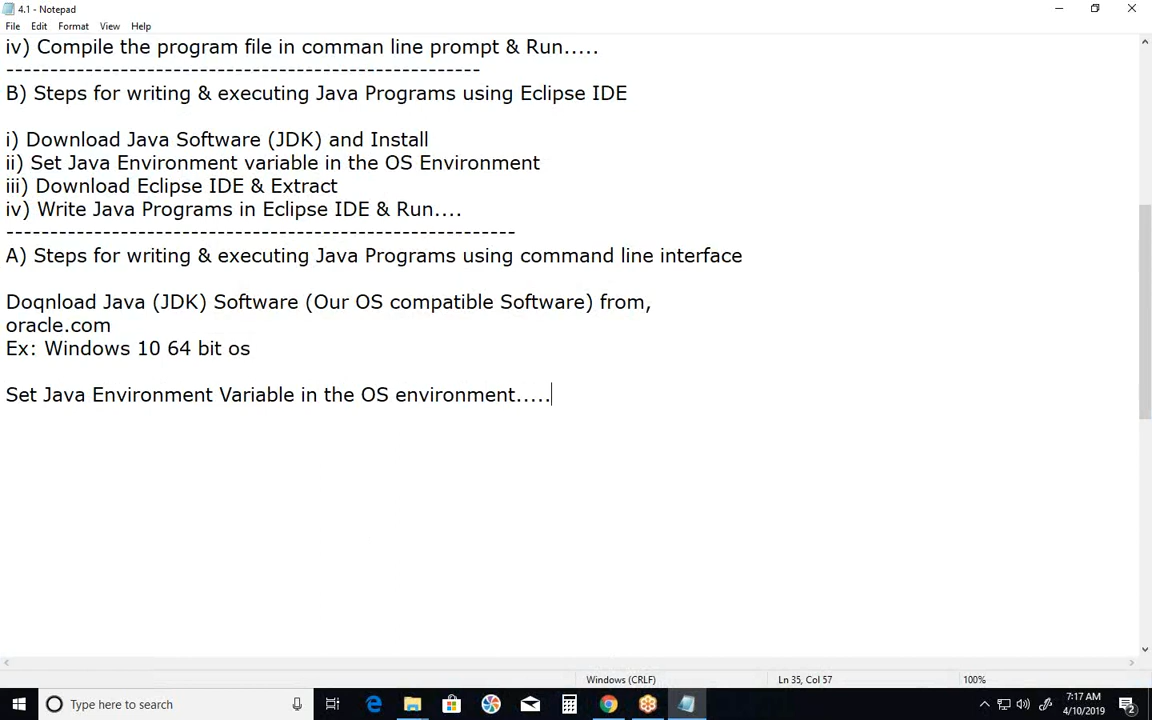 4.1 - Notepad
File Edit Format View Help
iv) Compile the program file in comman line prompt & Run.....
-----------------------------------------------------
B) Steps for writing & executing Java Programs using Eclipse IDE
i) Download Java Software (JDK) and Install
ii) Set Java Environment variable in the OS Environment
iii) Download Eclipse IDE & Extract
iv) Write Java Programs in Eclipse IDE & Run....
---------------------------------------------------------
A) Steps for writing & executing Java Programs using command line interface
Doqnload Java (JDK) Software (Our OS compatible Software) from,
oracle.com
Ex: Windows 10 64 bit os
Set Java Environment Variable in the OS environment.....
Windows (CRLF) Ln 35, Col 57 100%
Type here to search
7:17 AM
4/10/2019
2